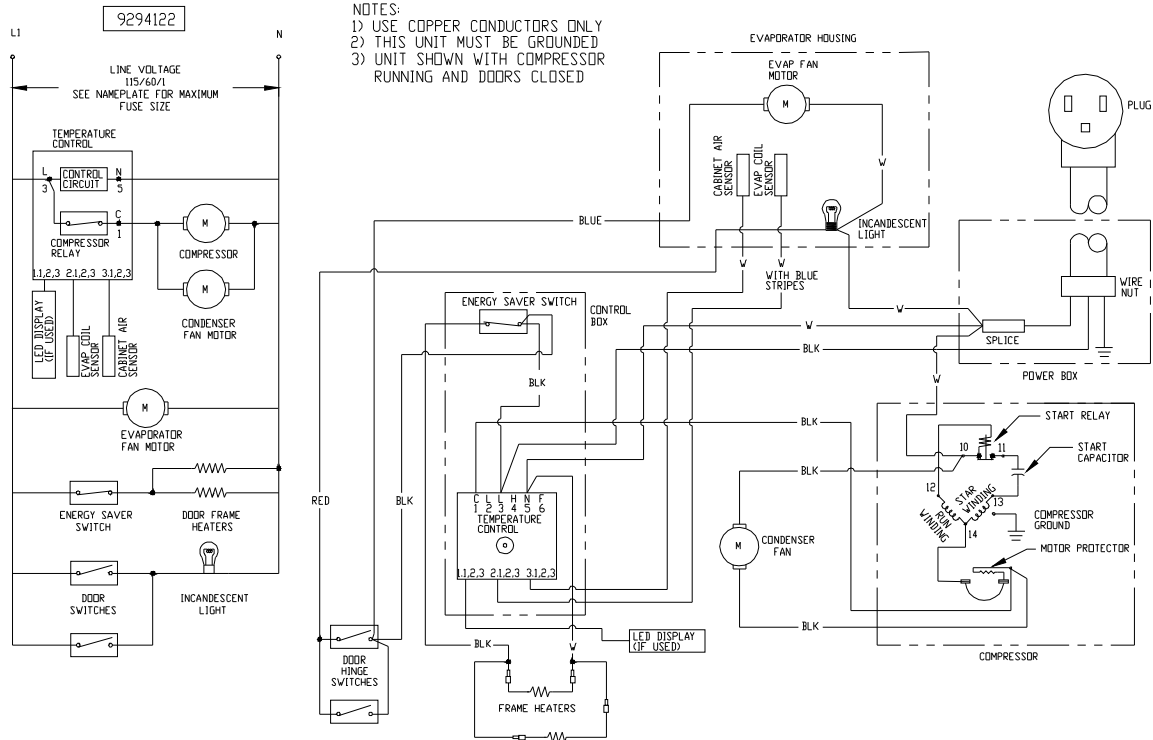 9294122
NOTES:
1) USE COPPER CONDUCTORS ONLY
2) THIS UNIT MUST BE GROUNDED
3) UNIT SHOWN WITH COMPRESSOR
RUNNING AND DOORS CLOSED
L1
N
LINE VOLTAGE
115/60/1
SEE NAMEPLATE FOR MAXIMUM
FUSE SIZE
TEMPERATURE
CONTROL
L
3
CONTROL
CIRCUIT
N
5
C
1
COMPRESSOR
RELAY
M
COMPRESSOR
M
CONDENSER
FAN MOTOR
1.1,2,3 2.1,2,3 3.1,2,3
LED DISPLAY
(IF USED)
EVAP COIL
SENSOR
CABINET AIR
SENSOR
M
EVAPORATOR
FAN MOTOR
ENERGY SAVER
SWITCH
DOOR FRAME
HEATERS
DOOR
SWITCHES
INCANDESCENT
LIGHT
EVAPORATOR HOUSING
EVAP FAN
MOTOR
M
W
CABINET AIR
SENSOR
EVAP COIL
SENSOR
BLUE
INCANDESCENT
LIGHT
W
W
WITH BLUE
STRIPES
PLUG
WIRE
NUT
SPLICE
POWER BOX
W
W
BLK
W
ENERGY SAVER SWITCH
CONTROL
BOX
BLK
BLK
BLK
RED
BLK
C L L H N F
1 2 3 4 5 6
TEMPERATURE
CONTROL
1.1,2,3 2.1,2,3 3.1,2,3
M
CONDENSER
FAN
BLK
START RELAY
10
11
START
CAPACITOR
12
STAR WINDING
13
RUN
WINDING
14
COMPRESSOR
GROUND
MOTOR PROTECTOR
COMPRESSOR
DOOR
HINGE
SWITCHES
BLK
W
LED DISPLAY
(IF USED)
FRAME HEATERS